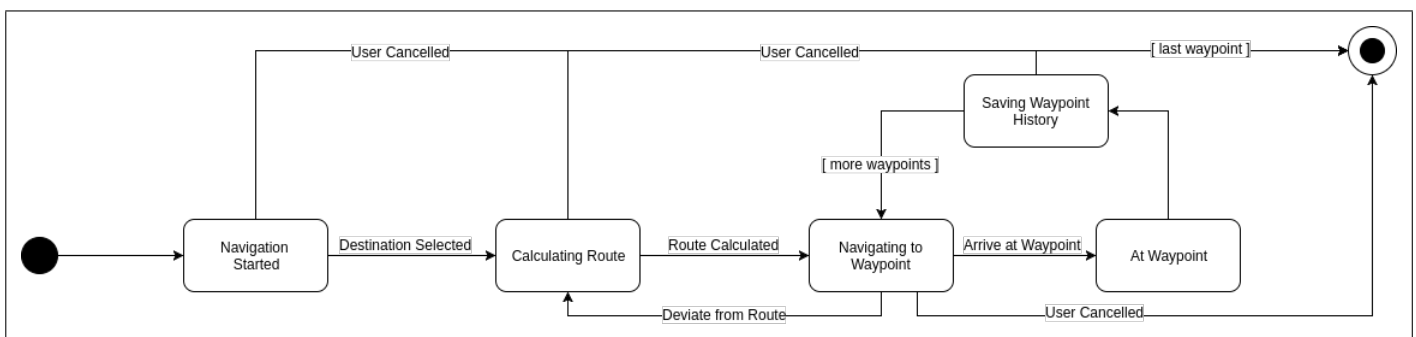 User Cancelled
User Cancelled
[ last waypoint ]
Saving Waypoint
History
[ more waypoints ]
Navigation
Started
Destination Selected
Calculating Route
Route Calculated
Navigating to
Waypoint
Arrive at Waypoint
At Waypoint
Deviate from Route
User Cancelled